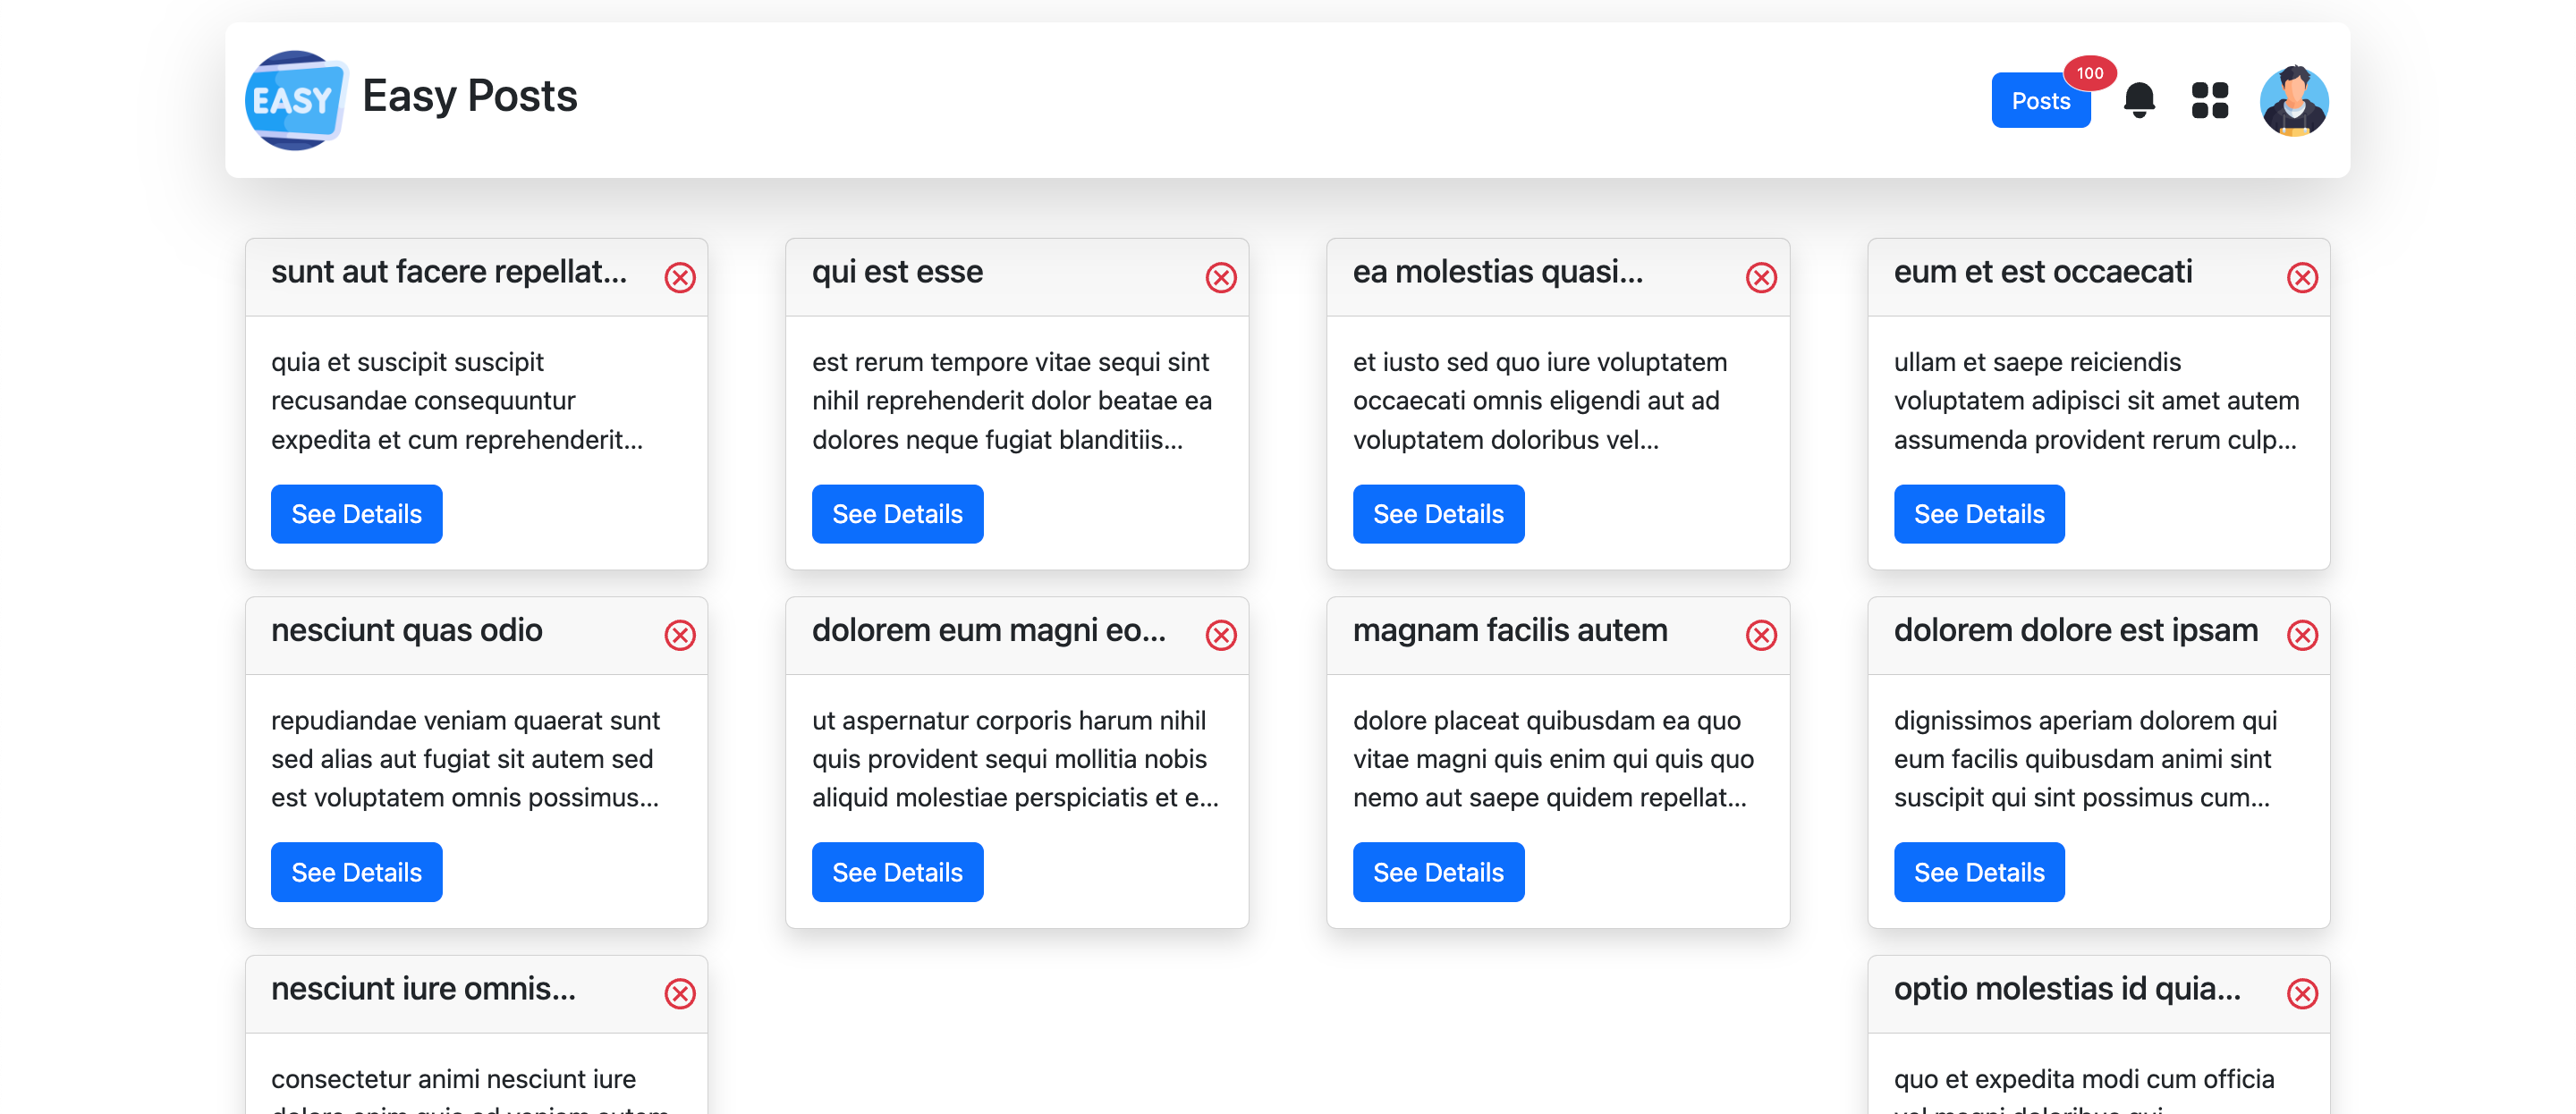 EASY
Easy Posts
Posts
100
sunt aut facere repellat...
quia et suscipit suscipit
recusandae consequuntur
expedita et cum reprehenderit...
See Details
qui est esse
est rerum tempore vitae sequi sint
nihil reprehenderit dolor beatae ea
dolores neque fugiat blanditiis...
See Details
ea molestias quasi...
et iusto sed quo iure voluptatem
occaecati omnis eligendi aut ad
voluptatem doloribus vel...
See Details
eum et est occaecati
ullam et saepe reiciendis
voluptatem adipisci sit amet autem
assumenda provident rerum culp...
See Details
nesciunt quas odio
repudiandae veniam quaerat sunt
sed alias aut fugiat sit autem sed
est voluptatem omnis possimus...
See Details
dolorem eum magni eo...
ut aspernatur corporis harum nihil
quis provident sequi mollitia nobis
aliquid molestiae perspiciatis et e...
See Details
magnam facilis autem
dolore placeat quibusdam ea quo
vitae magni quis enim qui quis quo
nemo aut saepe quidem repellat...
See Details
dolorem dolore est ipsam
dignissimos aperiam dolorem qui
eum facilis quibusdam animi sint
suscipit qui sint possimus cum...
See Details
nesciunt iure omnis...
consectetur animi nesciunt iure
optio molestias id quia...
quo et expedita modi cum officia